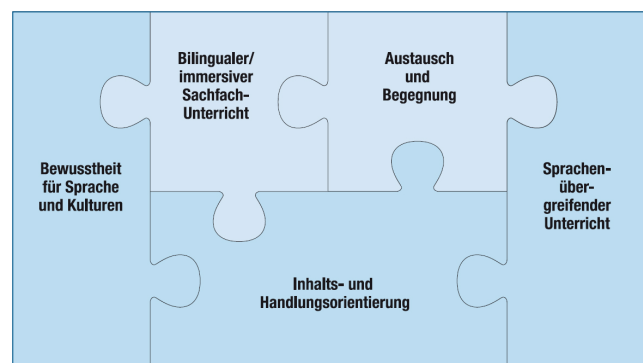 Bilingualer/
immersiver
Sachfach-
Unterricht
Austausch
und
Begegnung
Bewusstheit
für Sprache
und Kulturen
Sprachen-
über-
greifender
Unterricht
Inhalts- und
Handlungsorientierung